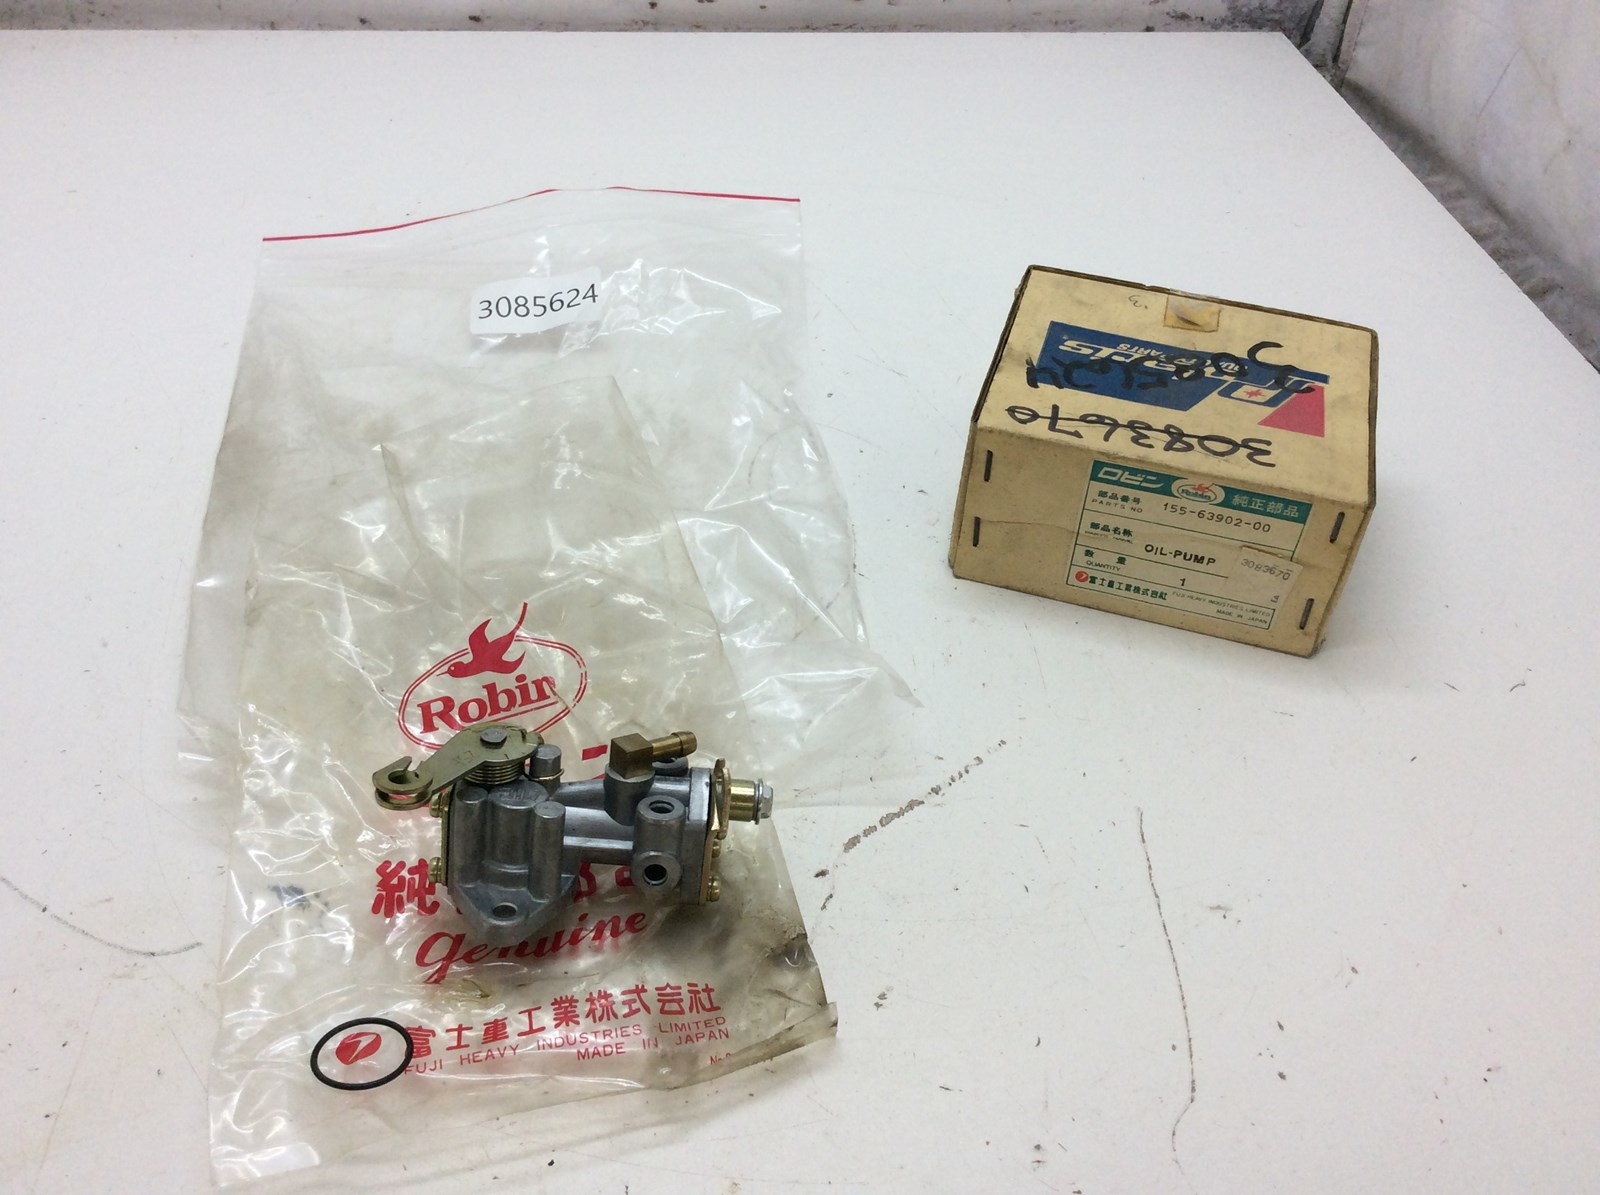 3085624
Robin
純
genuine
富士重工業株式会社
FUJI HEAVY INDUSTRIES LIMITED
MADE IN JAPAN
3083670
ロビン Robin 純正部品
部品番号
PARTS NO 155-63902-00
部品名称
OIL-PUMP
3083670
数量
QUANTITY 1
3
富士重工業株式会社 FUJI HEAVY INDUSTRIES LIMITED
MADE IN JAPAN